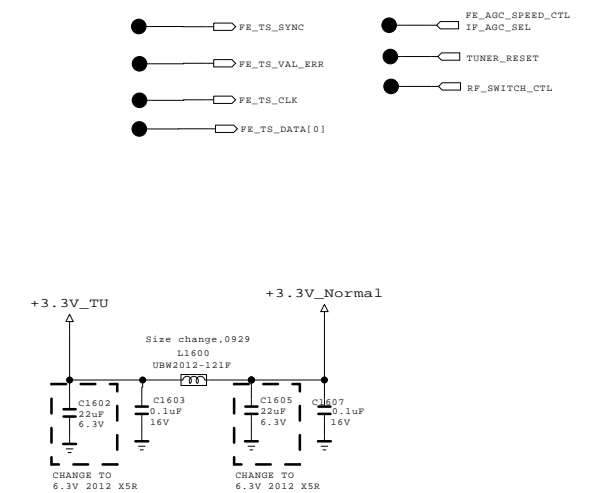 FE_AGC_SPEED_CTL
FE_TS_SYNC
IF_AGC_SEL
FE_TS_VAL_ERR
TUNER_RESET
FE_TS_CLK
RF_SWITCH_CTL
FE_TS_DATA[0]
+3.3V_TU
+3.3V_Normal
Size change,0929
L1600
UBW2012-121F
C1602
22uF
6.3V
C1603
0.1uF
16V
C1605
22uF
6.3V
C1607
0.1uF
16V
CHANGE TO
6.3V 2012 X5R
CHANGE TO
6.3V 2012 X5R